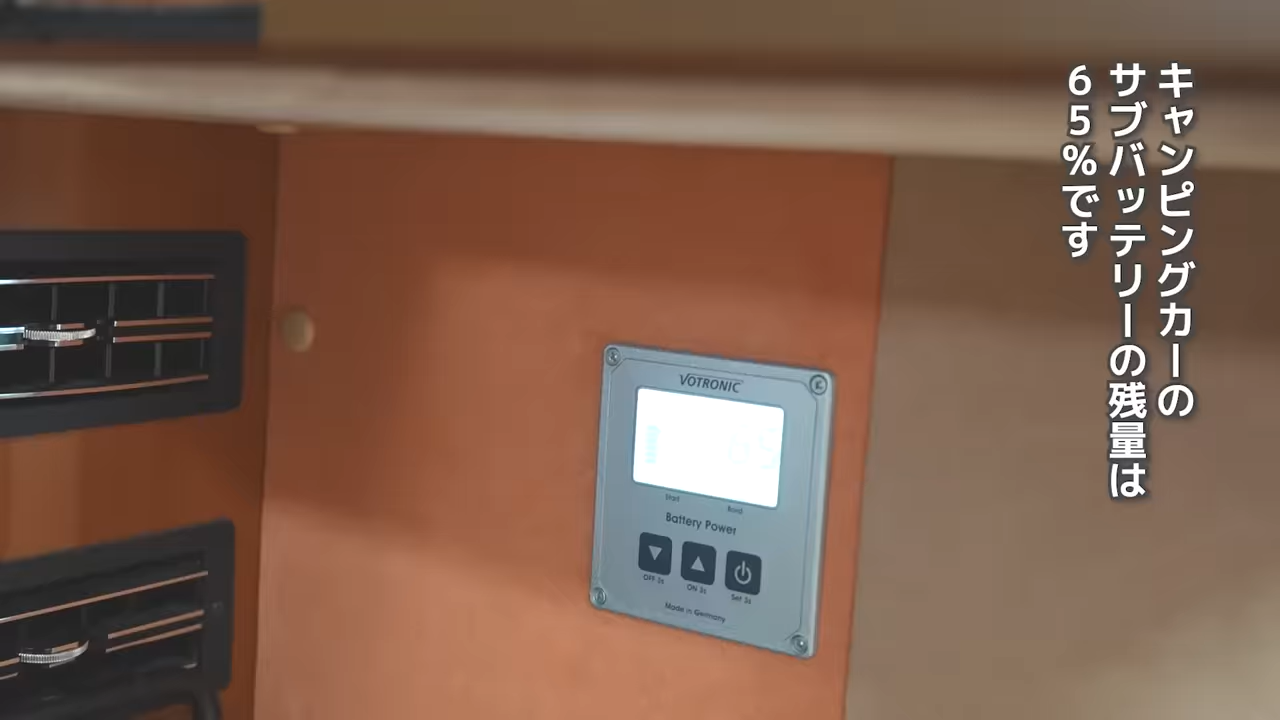 キャンピングカーの
サブバッテリーの残量は
65%です
VOTRONIC
65
Start
Board
Battery Power
OFF 3s
ON 3s
Set 3s
Made in Germany